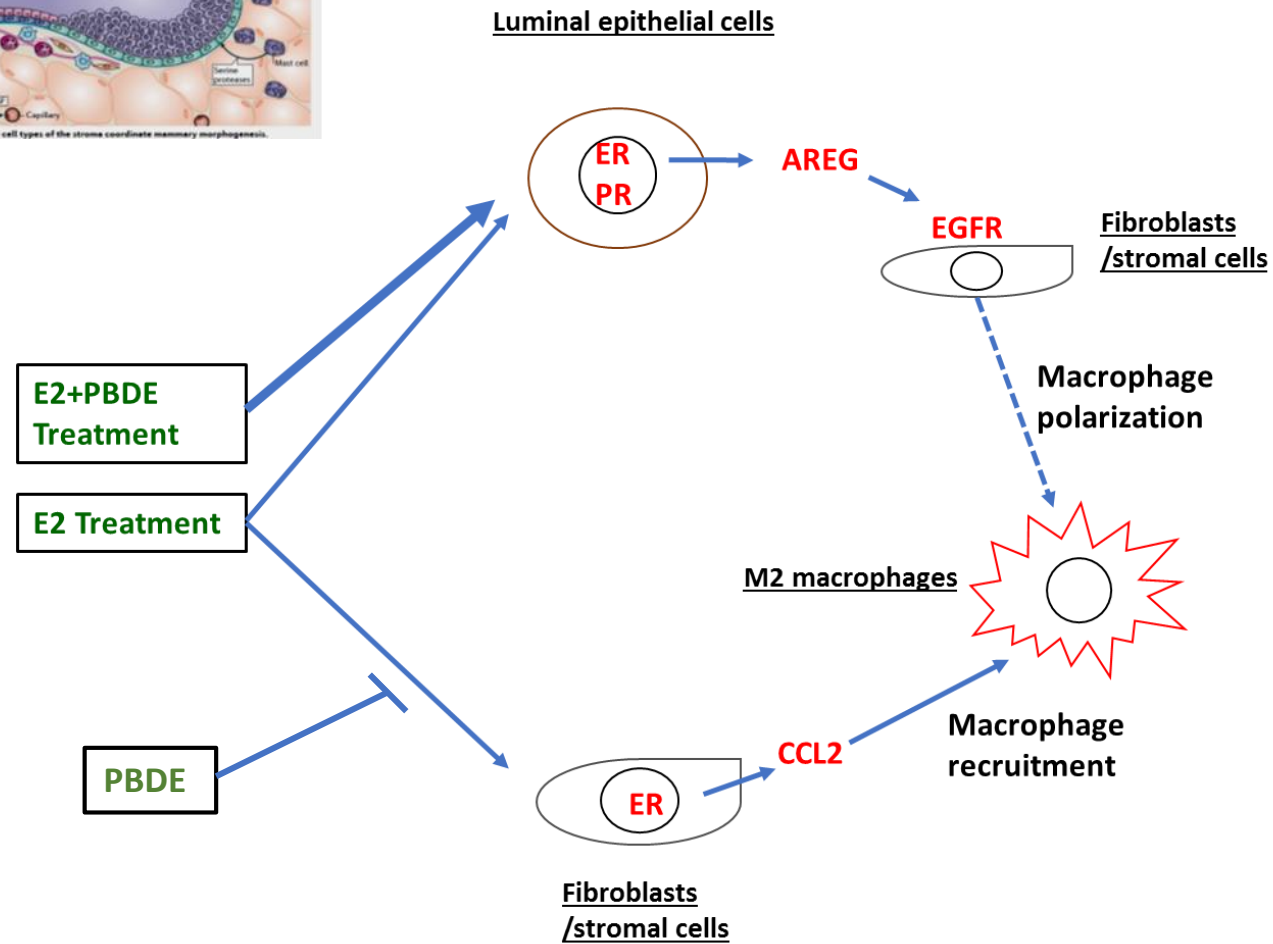 Serine
proteases
Mast cell
Capillary
cell types of the stroma coordinate mammary morphogenesis.
Luminal epithelial cells
ER
PR
AREG
EGFR
Fibroblasts
/stromal cells
E2+PBDE
Treatment
Macrophage
polarization
E2 Treatment
M2 macrophages
PBDE
CCL2
Macrophage
recruitment
ER
Fibroblasts
/stromal cells